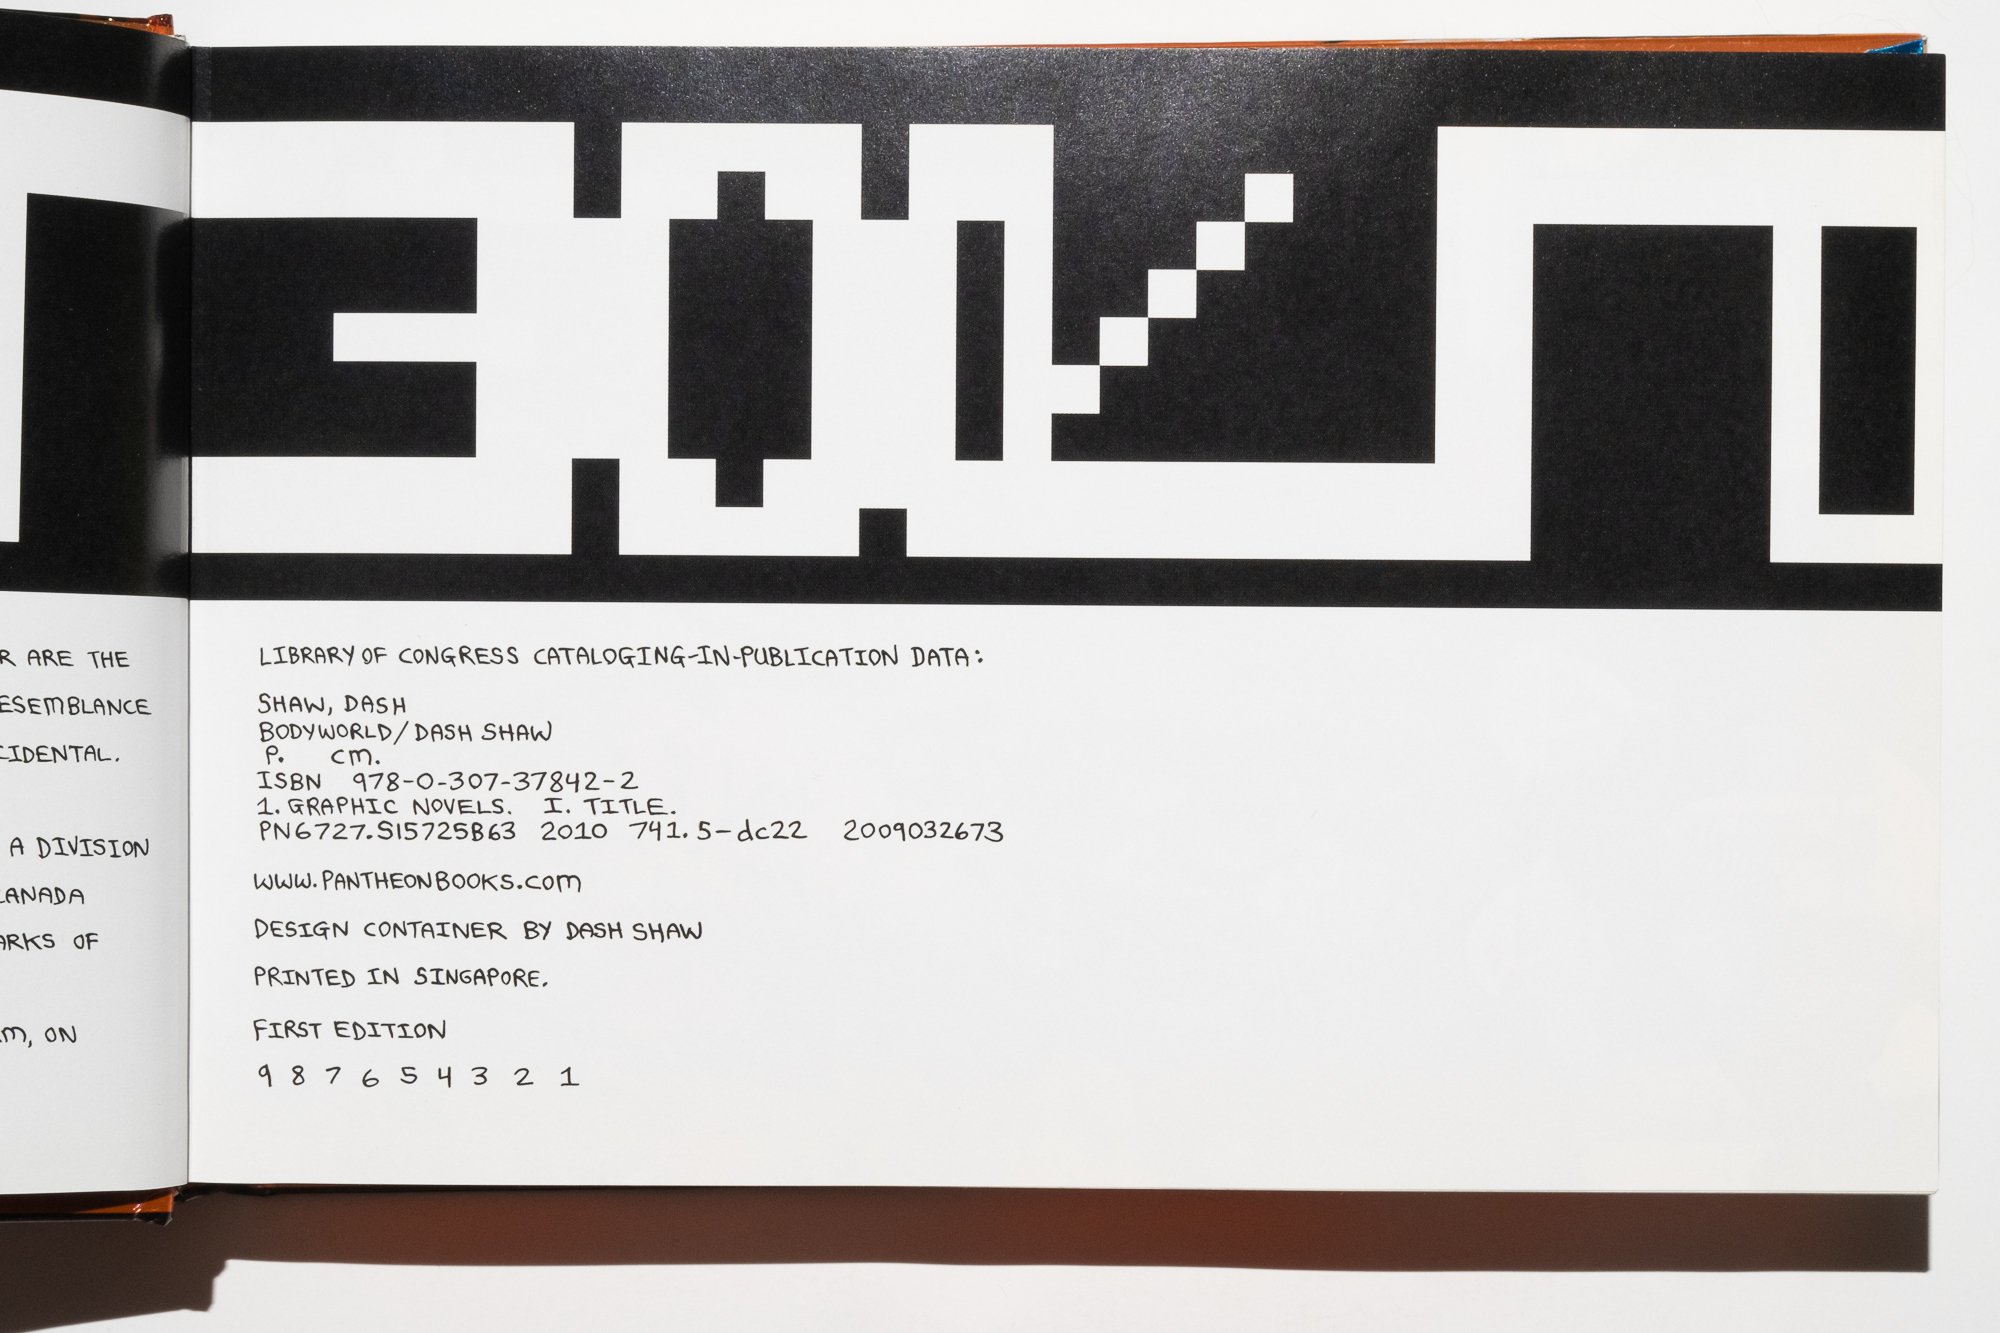 R ARE THE
ESEMBLANCE
CIDENTAL.
A DIVISION
CANADA
ARKS OF
M, ON
LIBRARY OF CONGRESS CATALOGING-IN-PUBLICATION DATA:
SHAW, DASH
BODYWORLD/DASH SHAW
P. CM.
ISBN 978-0-307-37842-2
1. GRAPHIC NOVELS. I. TITLE.
PN6727.S15725B63 2010 741.5-dc22 2009032673
WWW.PANTHEONBOOKS.COM
DESIGN CONTAINER BY DASH SHAW
PRINTED IN SINGAPORE.
FIRST EDITION
9 8 7 6 5 4 3 2 1